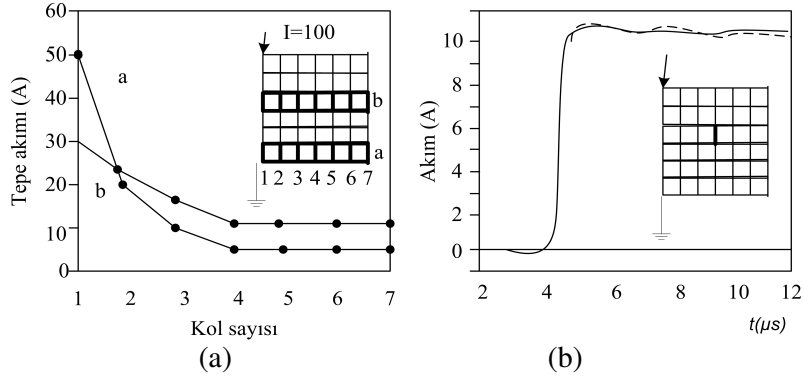 60
50
40
30
20
10
0
Tepe akımı (A)
a
b
I=100
b
a
1 2 3 4 5 6 7
1 2 3 4 5 6 7
Kol sayısı
(a)
10
8
6
4
2
0
Akım (A)
2 4 6 8 10 12
t(µs)
(b)